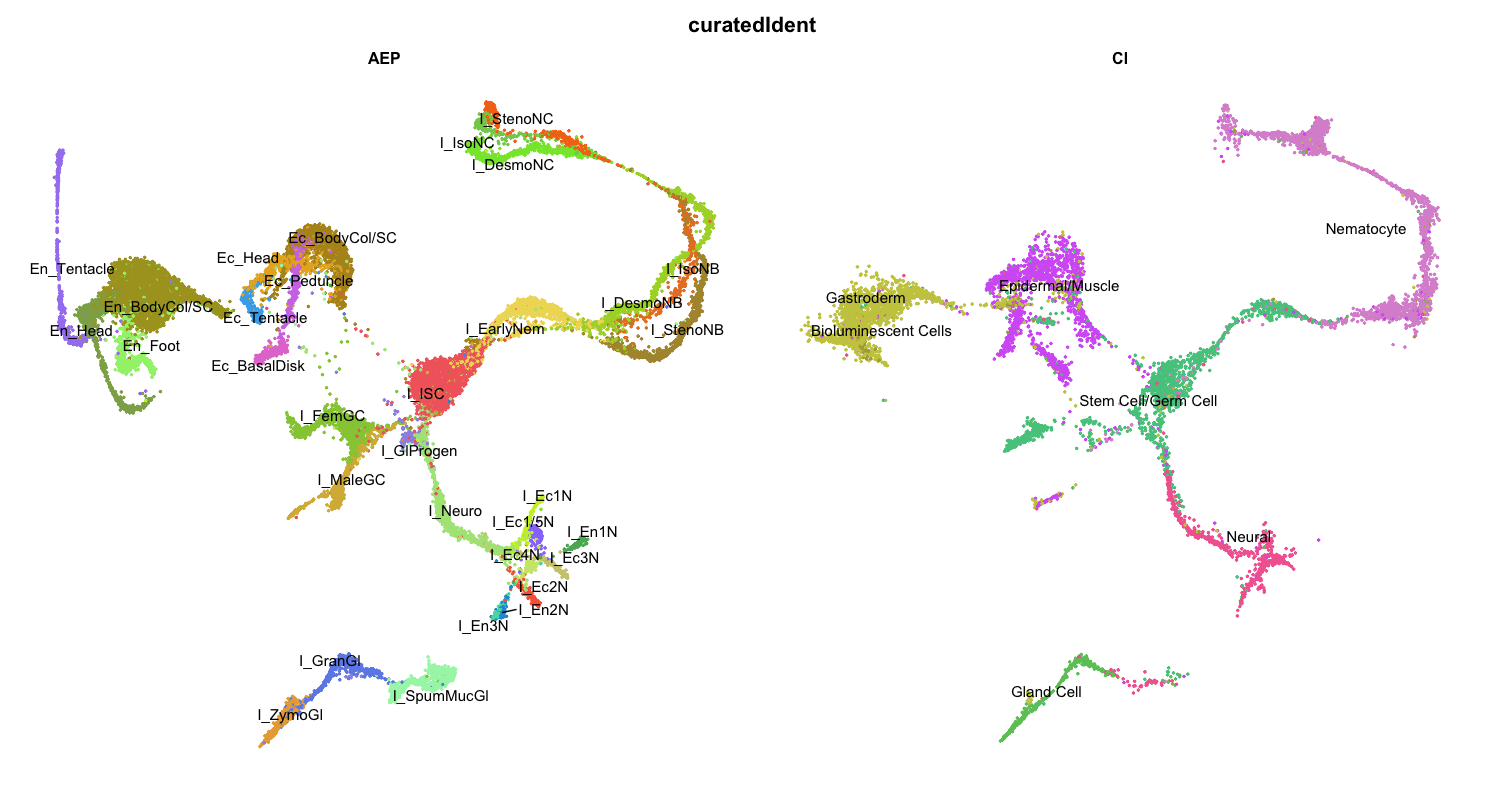 curatedIdent
AEP
Cl
I_StenoNC
I_IsoNC
I_DesmoNC
Nematocyte
Ec_BodyCol/SC
Ec_Head
En_Tentacle
I_IsoNB
Ec_Peduncle
Epidermal/Muscle
Gastroderm
I_DesmoNB
En_BodyCol/SC
Ec_Tentacle
En_Head
I_EarlyNem
I_StenoNB
Bioluminescent Cells
En_Foot
Ec_BasalDisk
I_ISC
Stem Cell/Germ Cell
I_FemGC
I_GlProgen
I_MaleGC
I_Ec1N
I_Neuro
I_Ec1/5N
I_En1N
Neural
I_Ec4N
I_Ec3N
I_Ec2N
I_En2N
I_En3N
I_GranGl
Gland Cell
I_SpumMucGl
I_ZymoGl